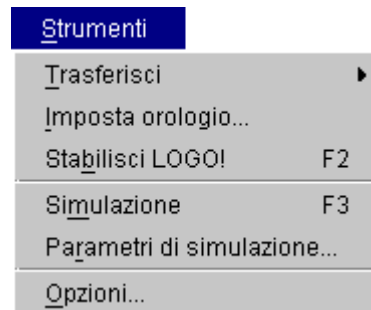 Strumenti
Trasferisci
Imposta orologio...
Stabilisci LOGO! F2
Simulazione F3
Parametri di simulazione...
Opzioni...